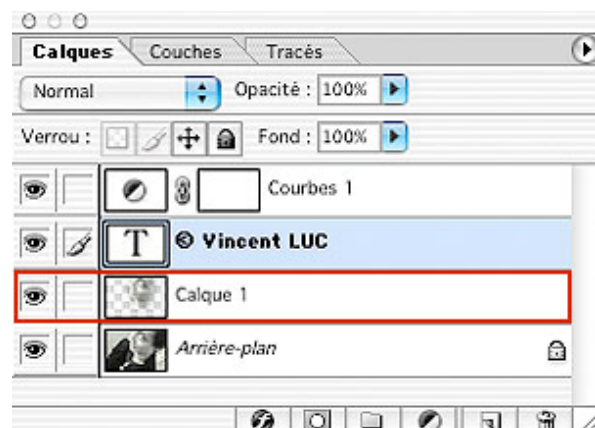 Calques Couches Tracés
Normal Opacité : 100%
Verrou : Fond : 100%
Courbes 1
T © Vincent LUC
Calque 1
Arrière-plan